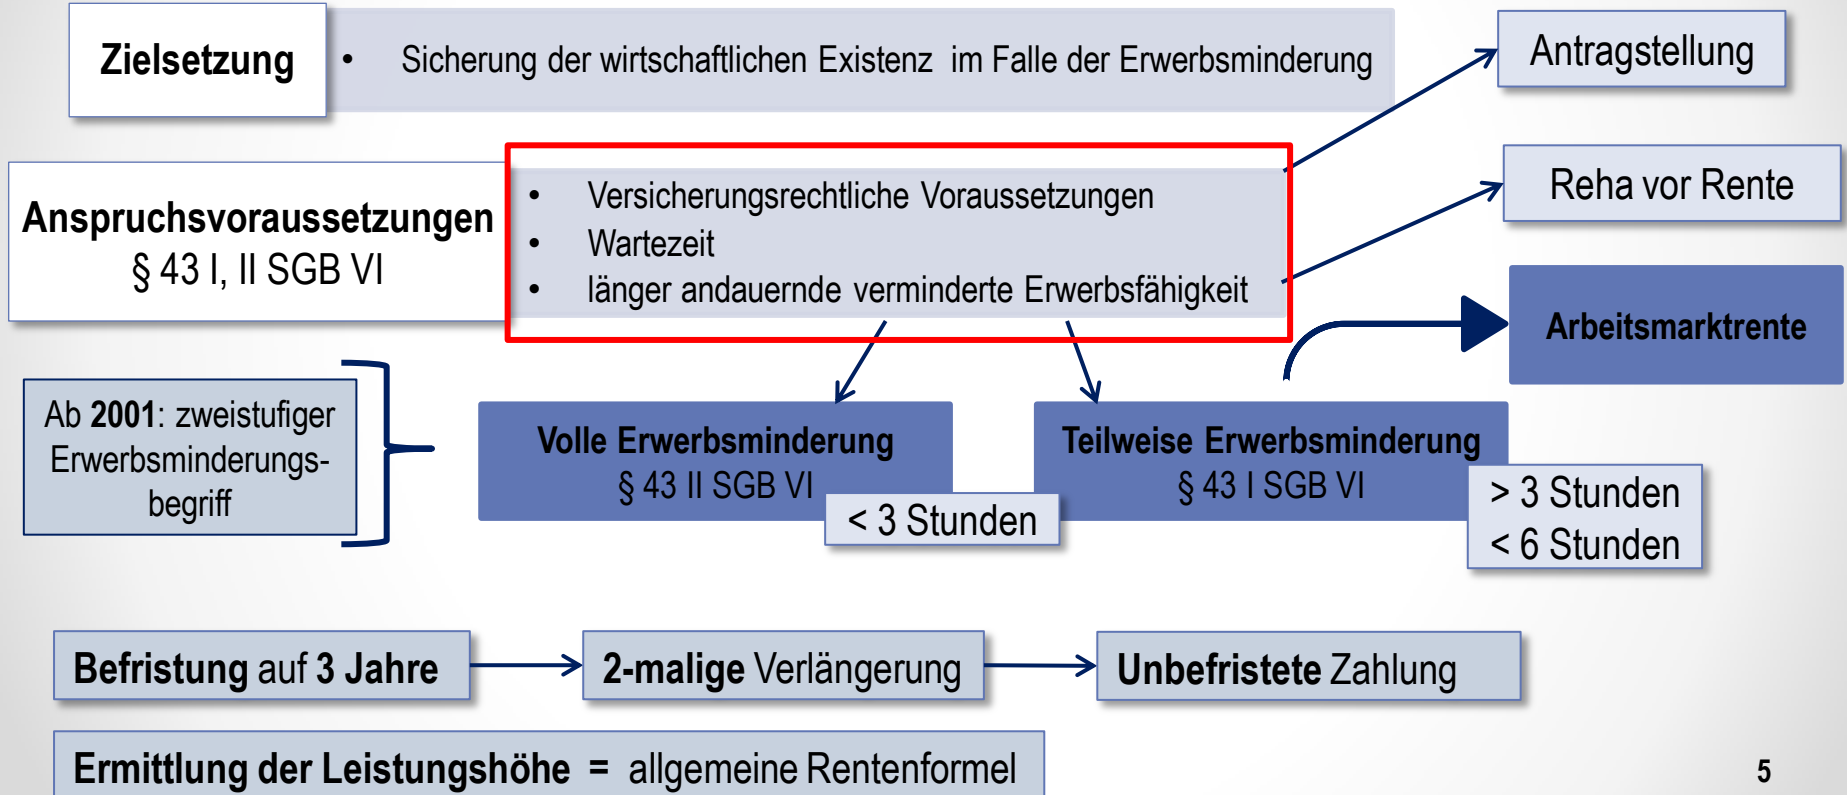 Zielsetzung
• Sicherung der wirtschaftlichen Existenz im Falle der Erwerbsminderung
Antragstellung
Anspruchsvoraussetzungen
§ 43 I, II SGB VI
• Versicherungsrechtliche Voraussetzungen
• Wartezeit
• länger andauernde verminderte Erwerbsfähigkeit
Reha vor Rente
Arbeitsmarktrente
Ab 2001: zweistufiger
Erwerbsminderungs-
begriff
Volle Erwerbsminderung
§ 43 II SGB VI
< 3 Stunden
Teilweise Erwerbsminderung
§ 43 I SGB VI
> 3 Stunden
< 6 Stunden
Befristung auf 3 Jahre
2-malige Verlängerung
Unbefristete Zahlung
Ermittlung der Leistungshöhe = allgemeine Rentenformel
5